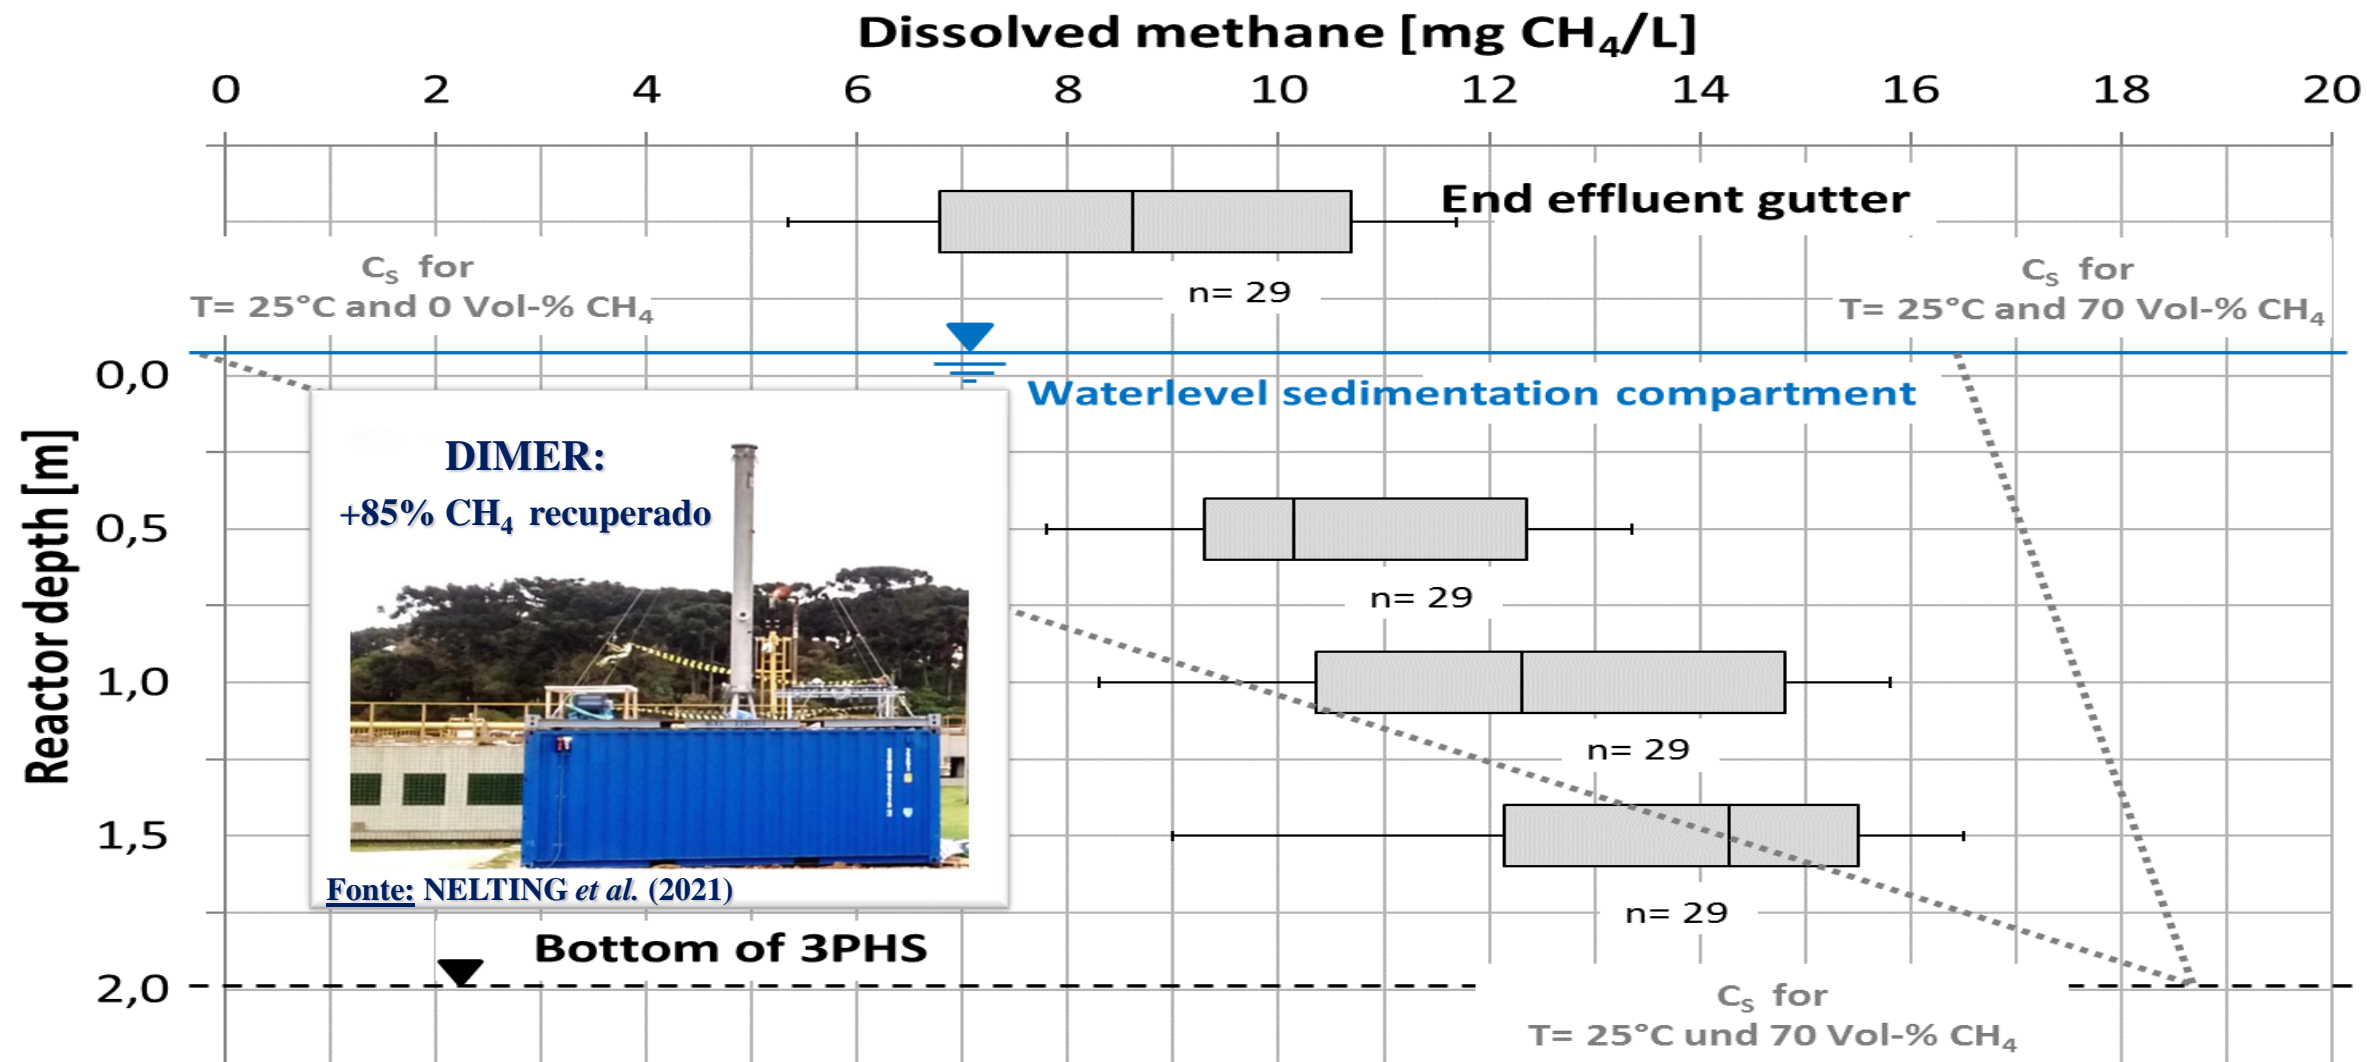 Dissolved methane [mg CH₄/L]
0 2 4 6 8 10 12 14 16 18 20
End effluent gutter
n= 29
Cₛ for
T= 25°C and 0 Vol-% CH₄
Cₛ for
T= 25°C and 70 Vol-% CH₄
Waterlevel sedimentation compartment
Reactor depth [m]
0,0
0,5
1,0
1,5
2,0
DIMER:
+85% CH₄ recuperado
Fonte: NELTING et al. (2021)
n= 29
n= 29
n= 29
Bottom of 3PHS
Cₛ for
T= 25°C und 70 Vol-% CH₄